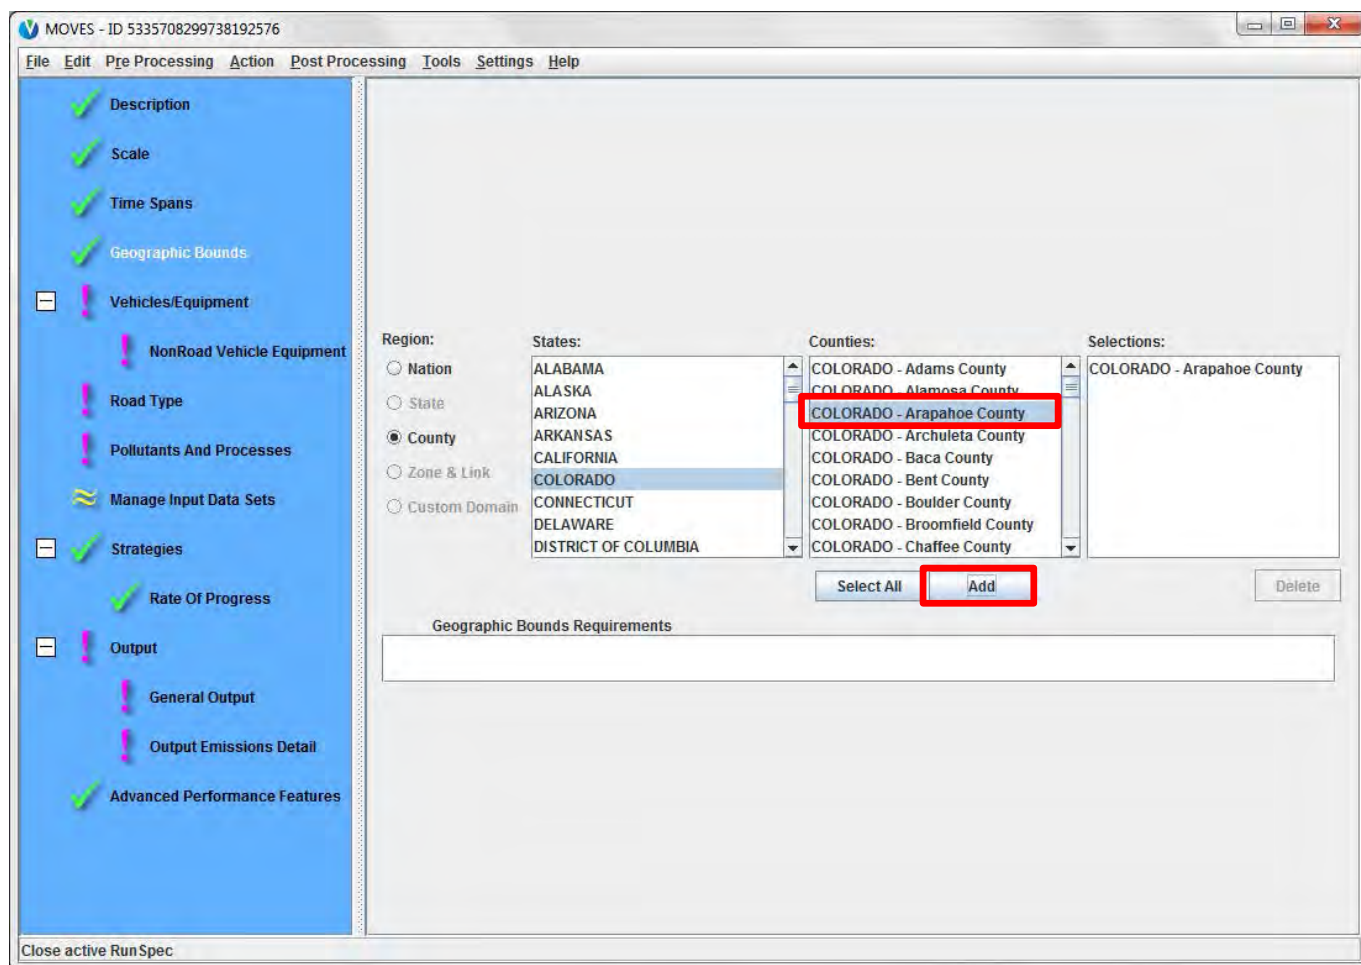 MOVES - ID 5335708299738192576
File Edit Pre Processing Action Post Processing Tools Settings Help
Description
Scale
Time Spans
Geographic Bounds
Vehicles/Equipment
NonRoad Vehicle Equipment
Road Type
Pollutants And Processes
Manage Input Data Sets
Strategies
Rate Of Progress
Output
General Output
Output Emissions Detail
Advanced Performance Features
Region:
Nation
State
County
Zone & Link
Custom Domain
States:
ALABAMA
ALASKA
ARIZONA
ARKANSAS
CALIFORNIA
COLORADO
CONNECTICUT
DELAWARE
DISTRICT OF COLUMBIA
Counties:
COLORADO - Adams County
COLORADO - Alamosa County
COLORADO - Arapahoe County
COLORADO - Archuleta County
COLORADO - Baca County
COLORADO - Bent County
COLORADO - Boulder County
COLORADO - Broomfield County
COLORADO - Chaffee County
Selections:
COLORADO - Arapahoe County
Select All Add Delete
Geographic Bounds Requirements
Close active RunSpec